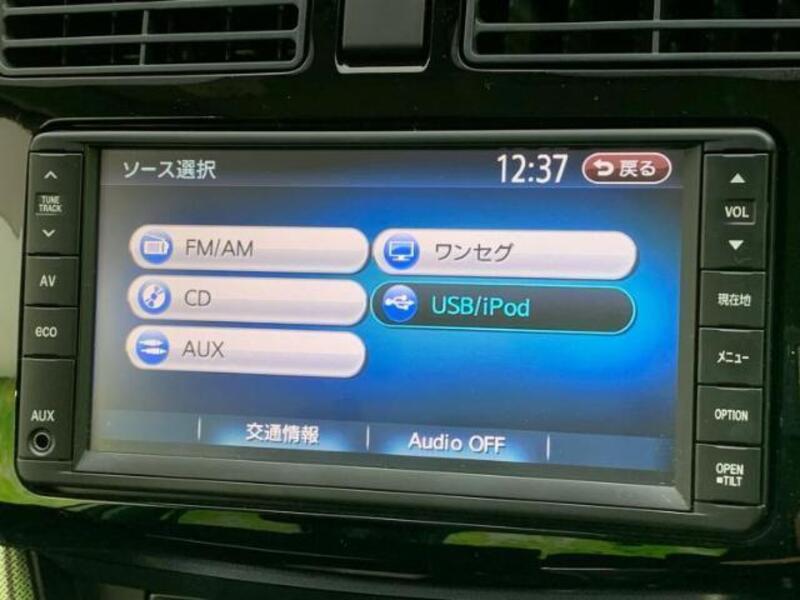 ソース選択
12:37
戻る
FM/AM
ワンセグ
CD
USB/iPod
AUX
交通情報
Audio OFF
TUNE
TRACK
AV
eco
AUX
VOL
現在地
メニュー
OPTION
OPEN
■TILT